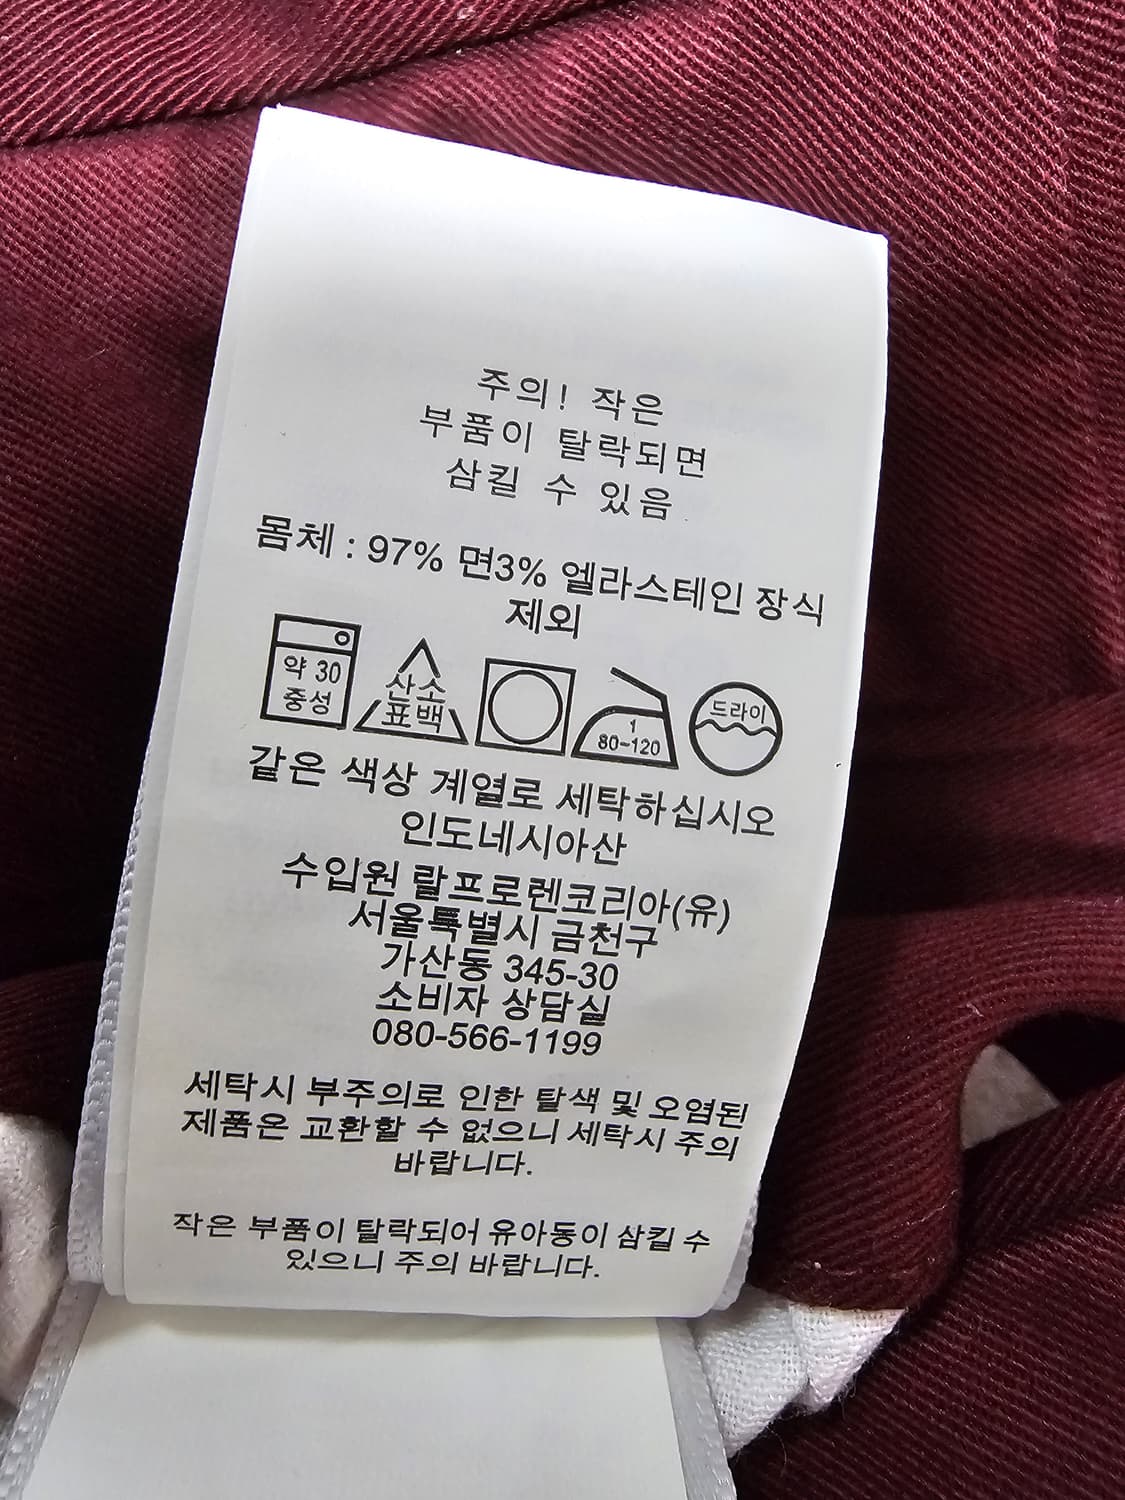 주의! 작은
부품이 탈락되면
삼킬 수 있음
몸체 : 97% 면3% 엘라스테인 장식
제외
약 30
중성
산소
표백
1
80~120
드라이
같은 색상 계열로 세탁하십시오
인도네시아산
수입원 랄프로렌코리아(유)
서울특별시 금천구
가산동 345-30
소비자 상담실
080-566-1199
세탁시 부주의로 인한 탈색 및 오염된
제품은 교환할 수 없으니 세탁시 주의
바랍니다.
작은 부품이 탈락되어 유아동이 삼킬 수
있으니 주의 바랍니다.